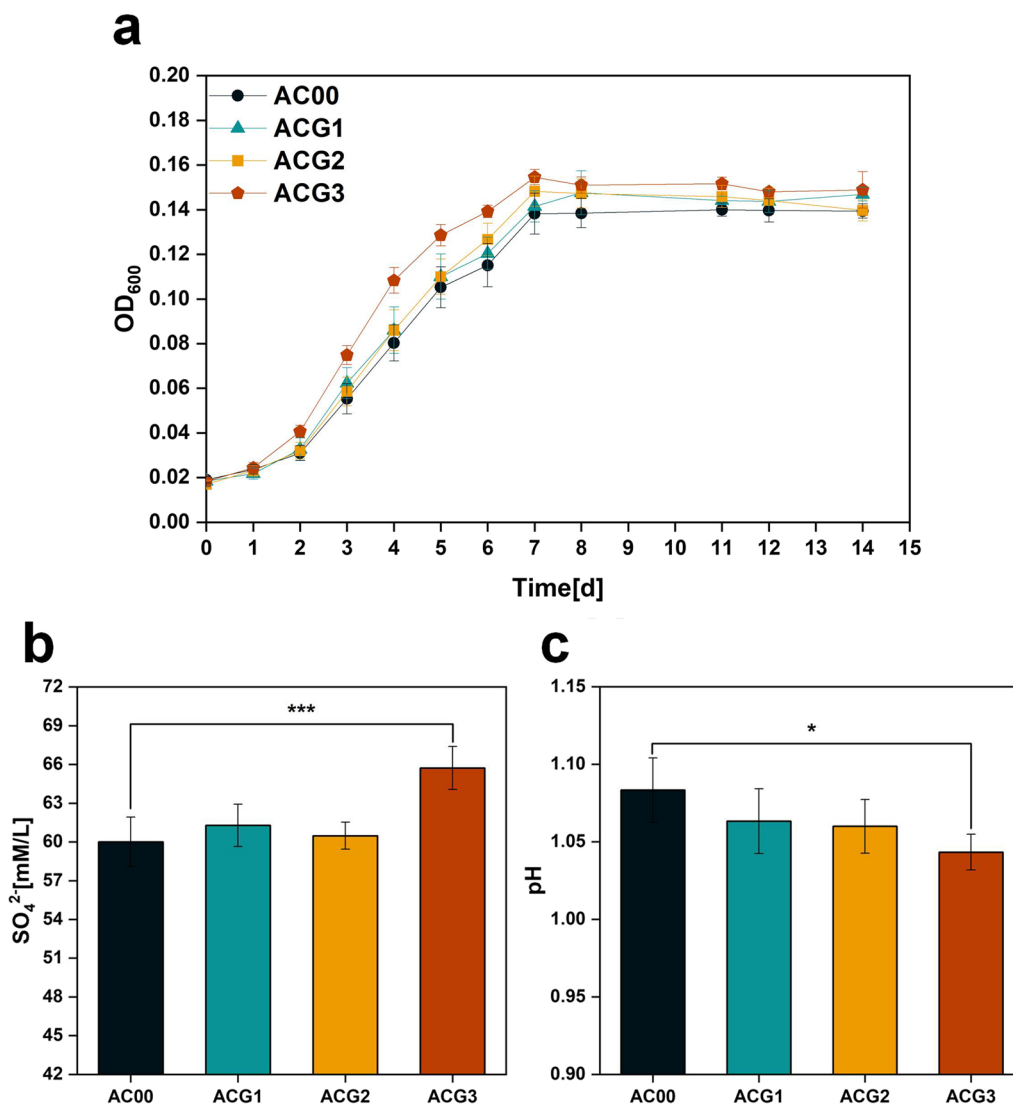 a
0.20
0.18
0.16
0.14
0.12
0.10
0.08
0.06
0.04
0.02
0.00
OD₆₀₀
AC00
ACG1
ACG2
ACG3
0 1 2 3 4 5 6 7 8 9 10 11 12 13 14 15
Time[d]
b
72
69
66
63
60
57
54
51
48
45
42
SO₄²⁻[mM/L]
***
AC00 ACG1 ACG2 ACG3
c
1.15
1.10
1.05
1.00
0.95
0.90
pH
*
AC00 ACG1 ACG2 ACG3